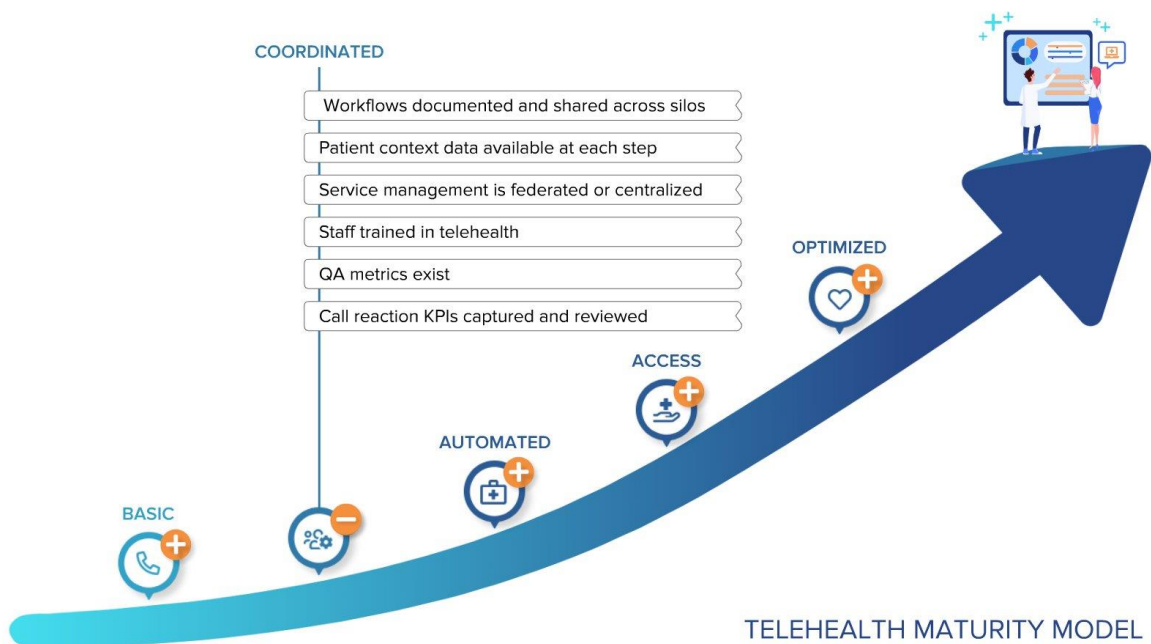 COORDINATED
Workflows documented and shared across silos
Patient context data available at each step
Service management is federated or centralized
Staff trained in telehealth
QA metrics exist
Call reaction KPIs captured and reviewed
OPTIMIZED
ACCESS
AUTOMATED
BASIC
TELEHEALTH MATURITY MODEL